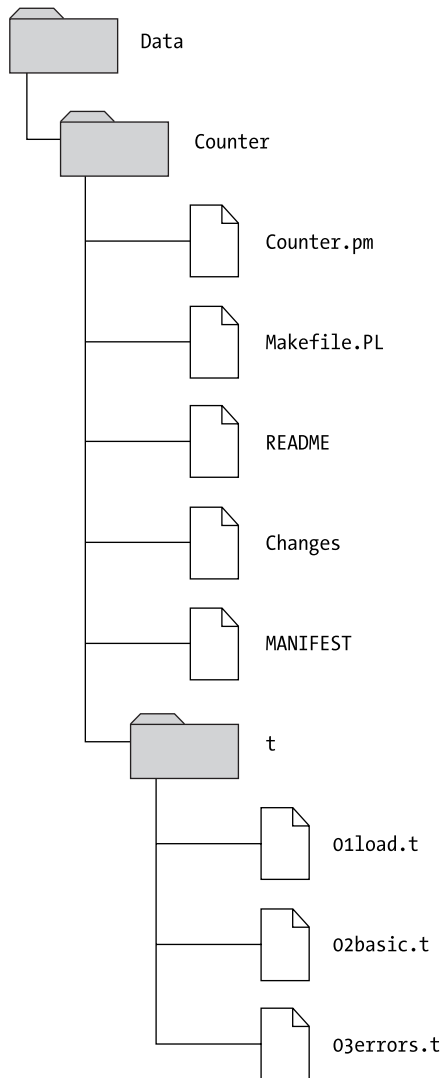 Data
Counter
Counter.pm
Makefile.PL
README
Changes
MANIFEST
t
01load.t
02basic.t
03errors.t